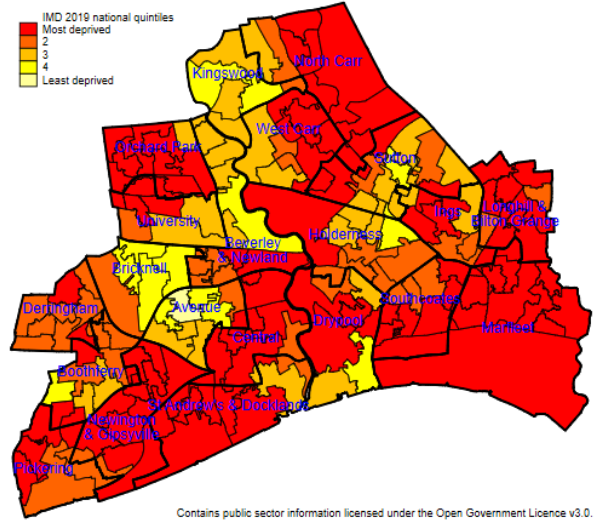 IMD 2019 national quintiles
Most deprived
2
3
4
Least deprived
North Carr
Kingswood
West Carr
Orchard Park
Sutton
Ings
Longhill &
Bilton Grange
University
Holderness
Beverley
& Newland
Bricknell
Avenue
Derringham
Southcoates
Drypool
Marfleet
Central
Boothferry
St Andrew's & Docklands
Newington
& Gipsyville
Pickering
Contains public sector information licensed under the Open Government Licence v3.0.